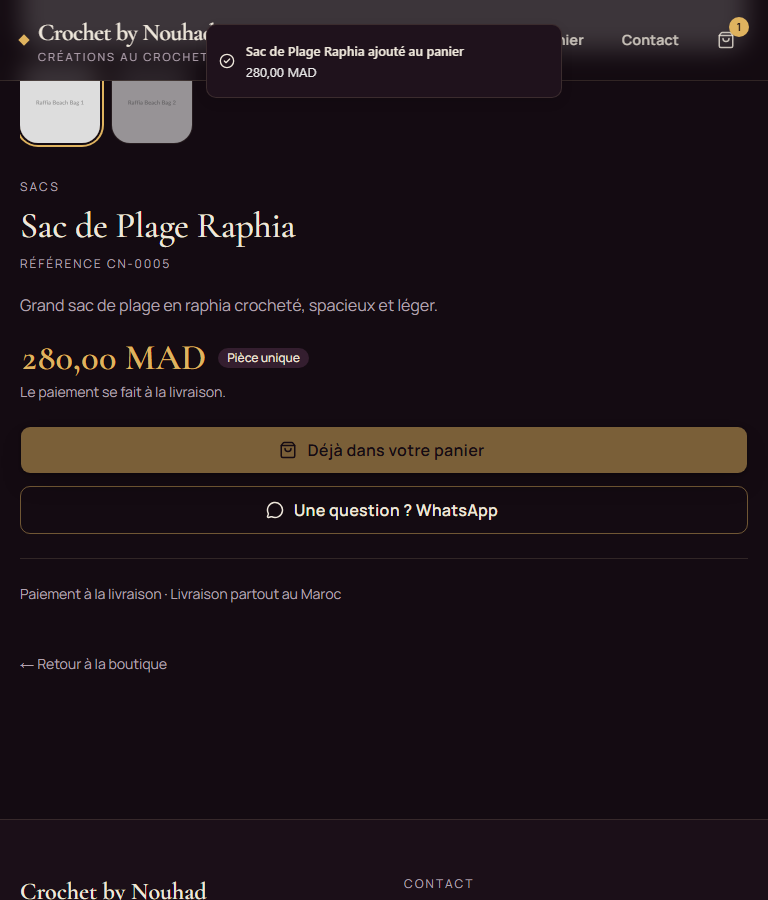 Crochet by Nouhad
CRÉATIONS AU CROCHET
Sac de Plage Raphia ajouté au panier
280,00 MAD
Contact
1
Raffia Beach Bag 1
Raffia Beach Bag 2
SACS
Sac de Plage Raphia
RÉFÉRENCE CN-0005
Grand sac de plage en raphia crocheté, spacieux et léger.
280,00 MAD
Pièce unique
Le paiement se fait à la livraison.
Déjà dans votre panier
Une question ? WhatsApp
Paiement à la livraison · Livraison partout au Maroc
← Retour à la boutique
Crochet by Nouhad
CONTACT